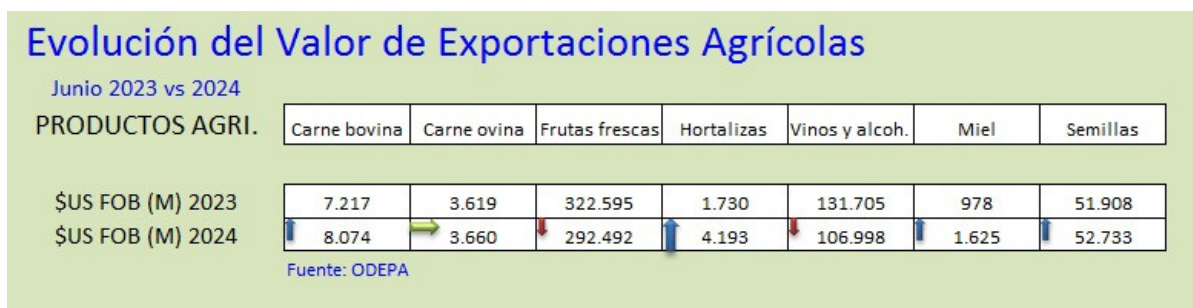 Evolución del Valor de Exportaciones Agrícolas
Junio 2023 vs 2024
PRODUCTOS AGRI. Carne bovina Carne ovina Frutas frescas Hortalizas Vinos y alcoh. Miel Semillas
$US FOB (M) 2023 7.217 3.619 322.595 1.730 131.705 978 51.908
$US FOB (M) 2024 8.074 3.660 292.492 4.193 106.998 1.625 52.733
Fuente: ODEPA